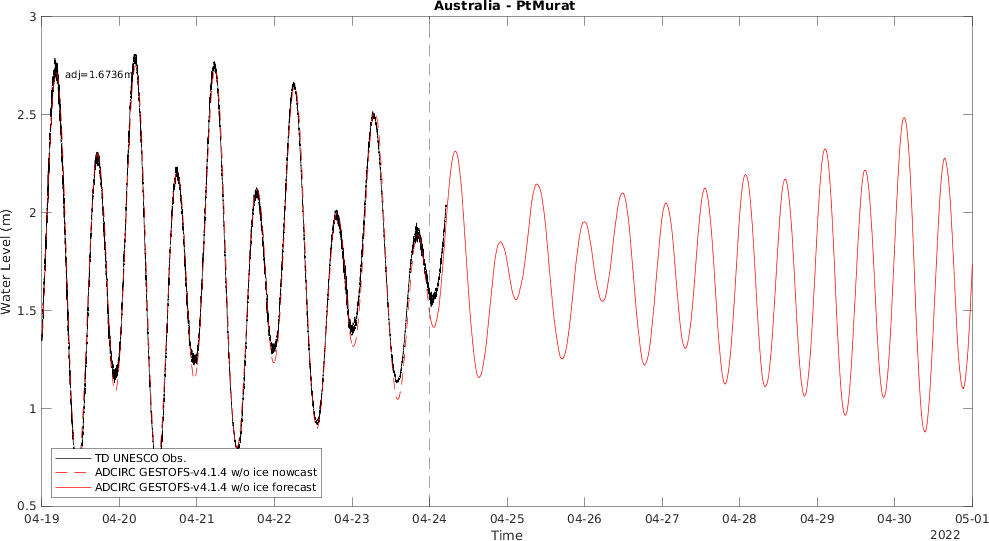 Australia - PtMurat
3
adj=1.6736m
2.5
2
Water Level (m)
1.5
1
TD UNESCO Obs.
ADCIRC GESTOFS-v4.1.4 w/o ice nowcast
ADCIRC GESTOFS-v4.1.4 w/o ice forecast
0.5
04-19 04-20 04-21 04-22 04-23 04-24 04-25 04-26 04-27 04-28 04-29 04-30 05-01
Time
2022